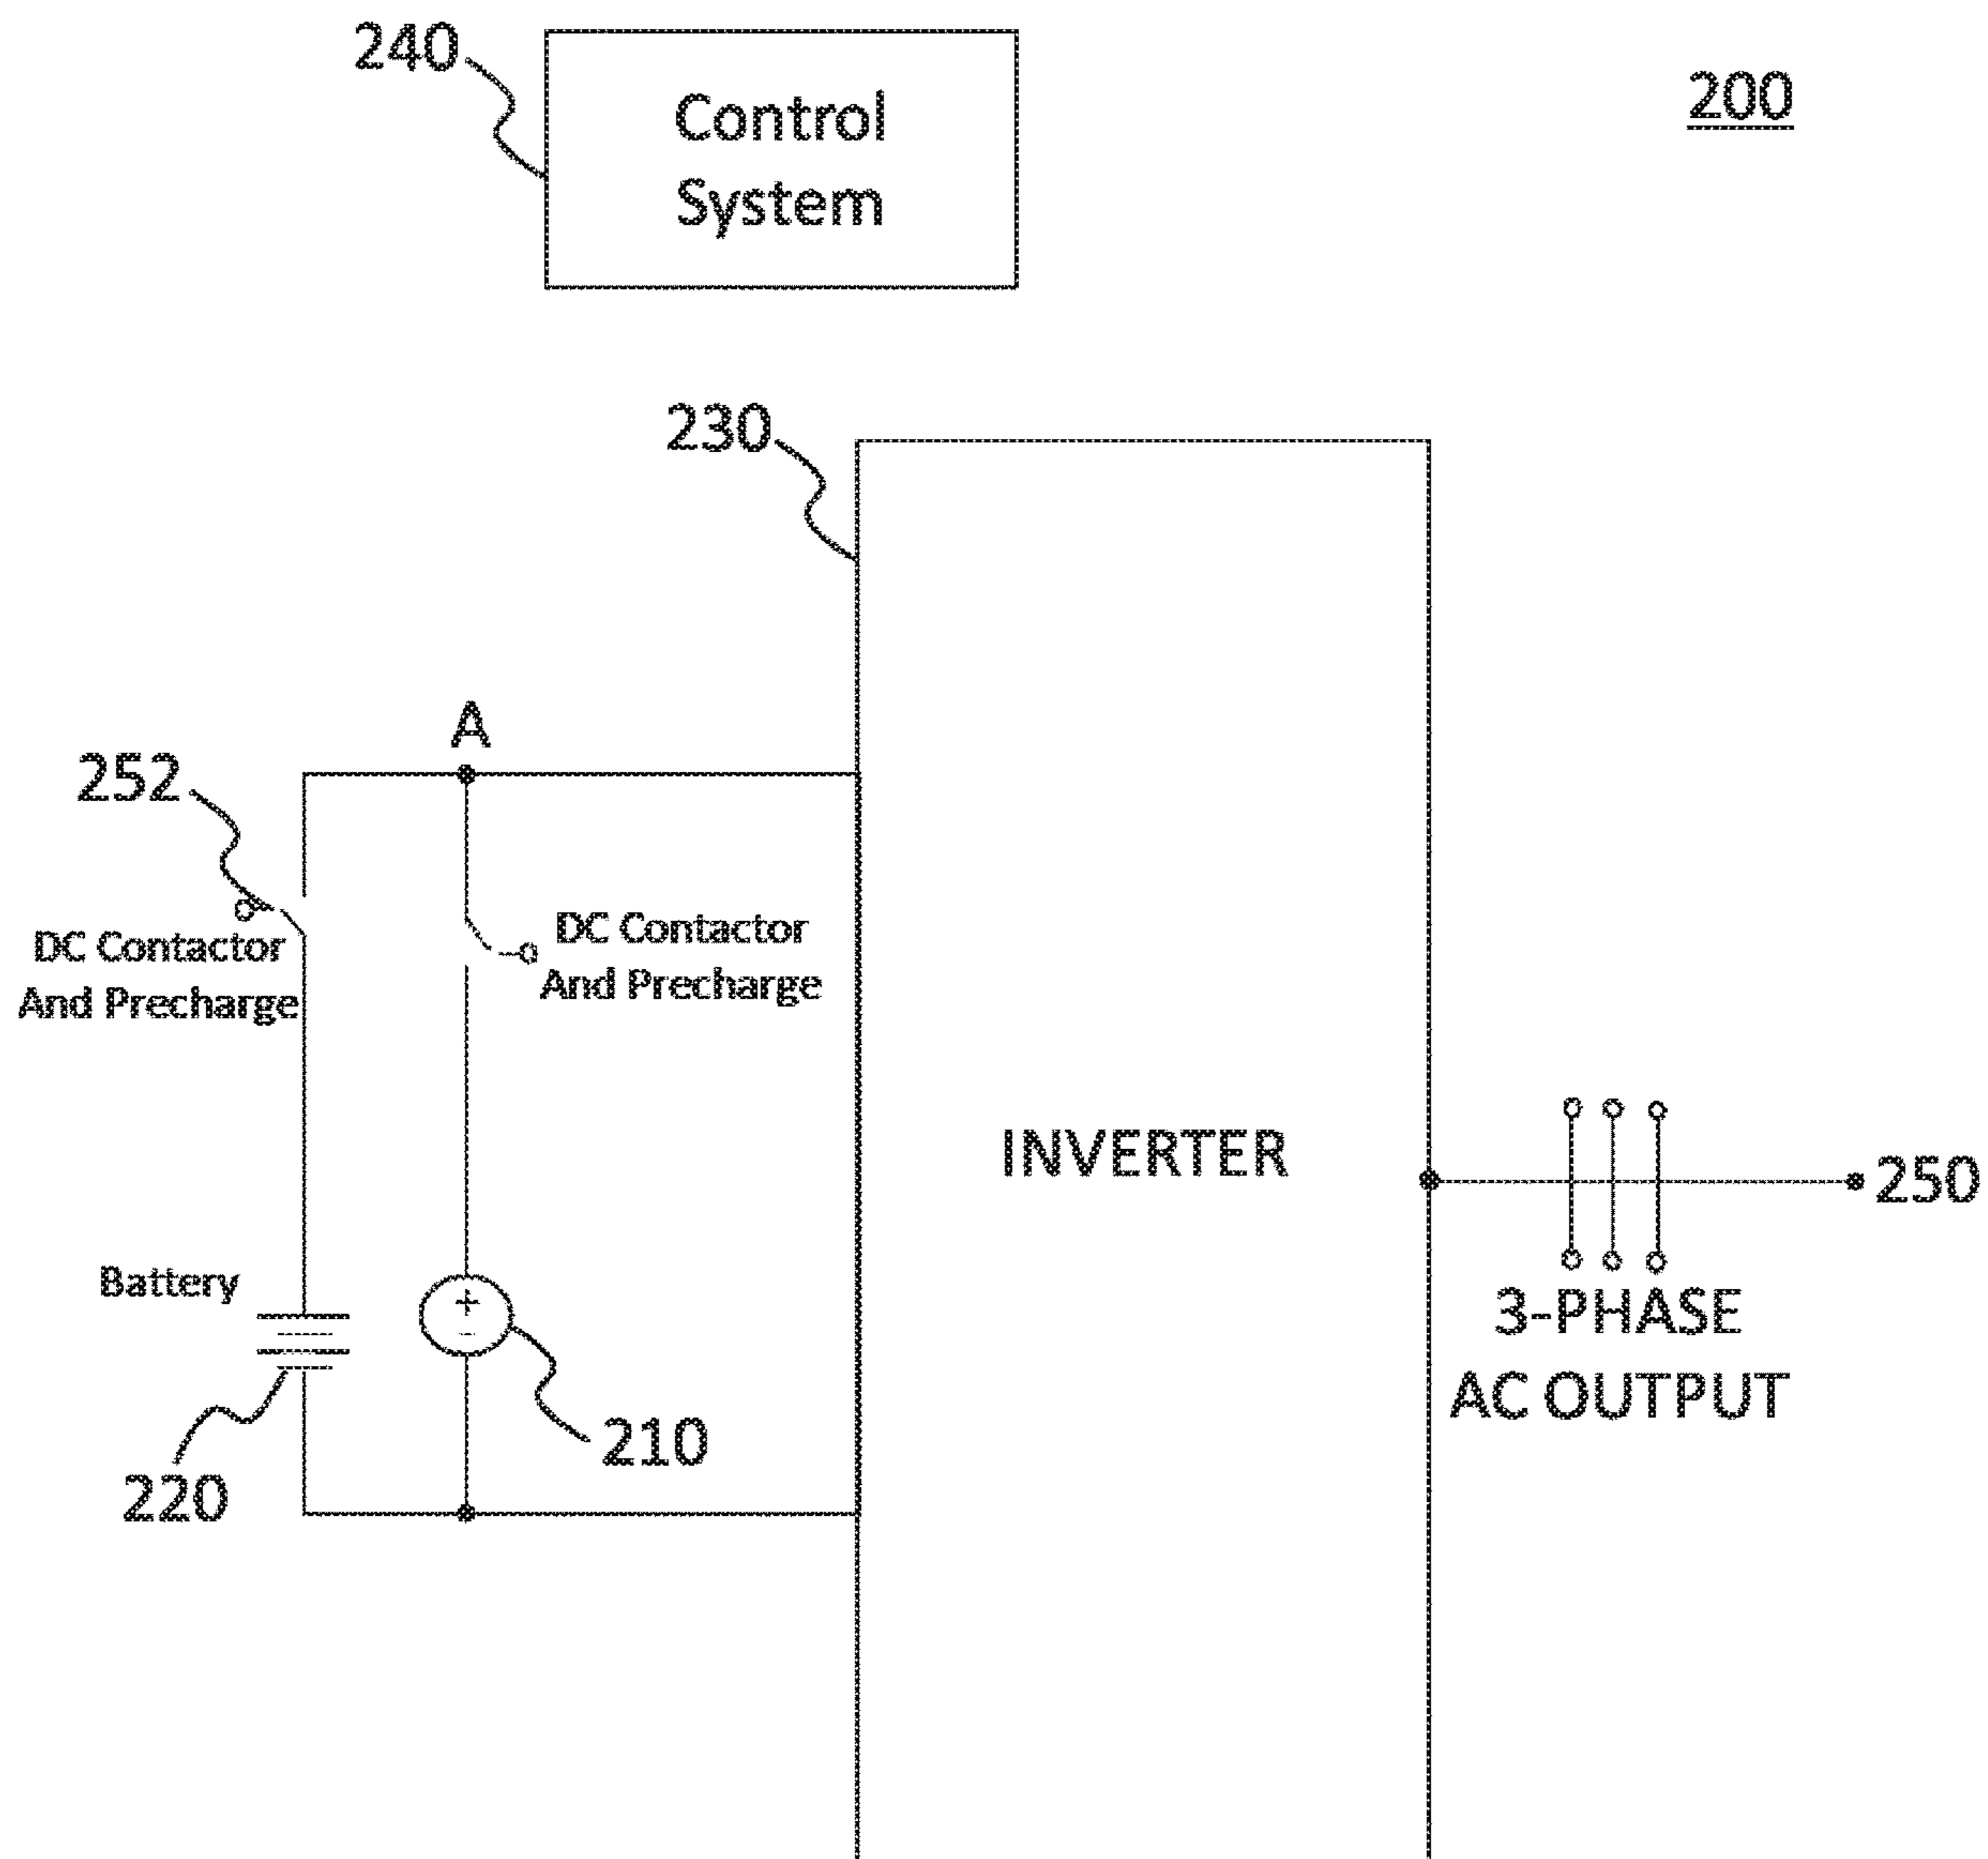 240
Control
System
200
230
A
252
DC Contactor
And Precharge
DC Contactor
And Precharge
INVERTER
250
Battery
+
-
3-PHASE
AC OUTPUT
210
220